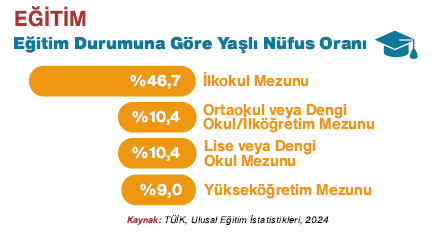 EĞİTİM
Eğitim Durumuna Göre Yaşlı Nüfus Oranı
%46,7 İlkokul Mezunu
%10,4 Ortaokul veya Dengi
Okul/İlköğretim Mezunu
%10,4 Lise veya Dengi
Okul Mezunu
%9,0 Yükseköğretim Mezunu
Kaynak: TÜİK, Ulusal Eğitim İstatistikleri, 2024